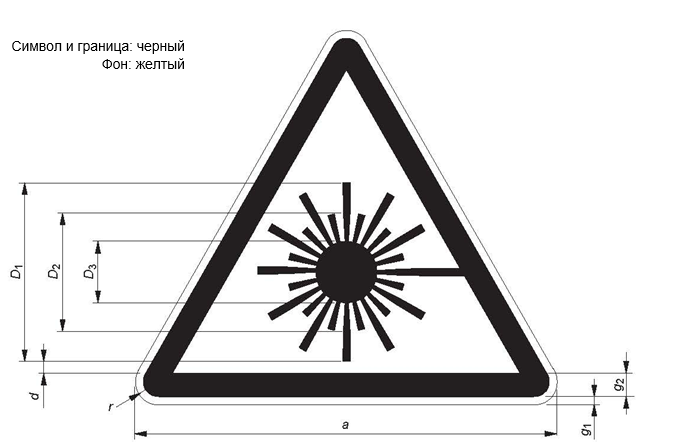 Символ и граница: черный
Фон: желтый
D1
D2
D3
d
r
a
g1
g2